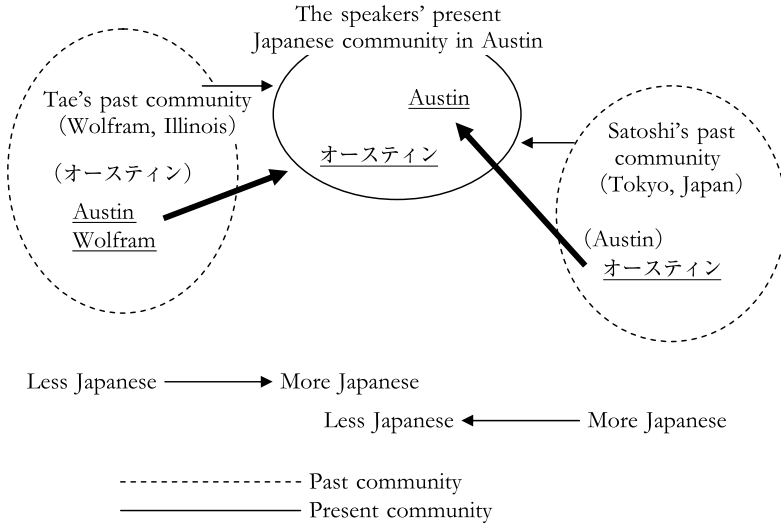 The speakers' present
Japanese community in Austin
Tae's past community
(Wolfram, Illinois)
(オースティン)
Austin
Wolfram
Austin
オースティン
Satoshi's past
community
(Tokyo, Japan)
(Austin)
オースティン
Less Japanese
More Japanese
Less Japanese
More Japanese
Past community
Present community